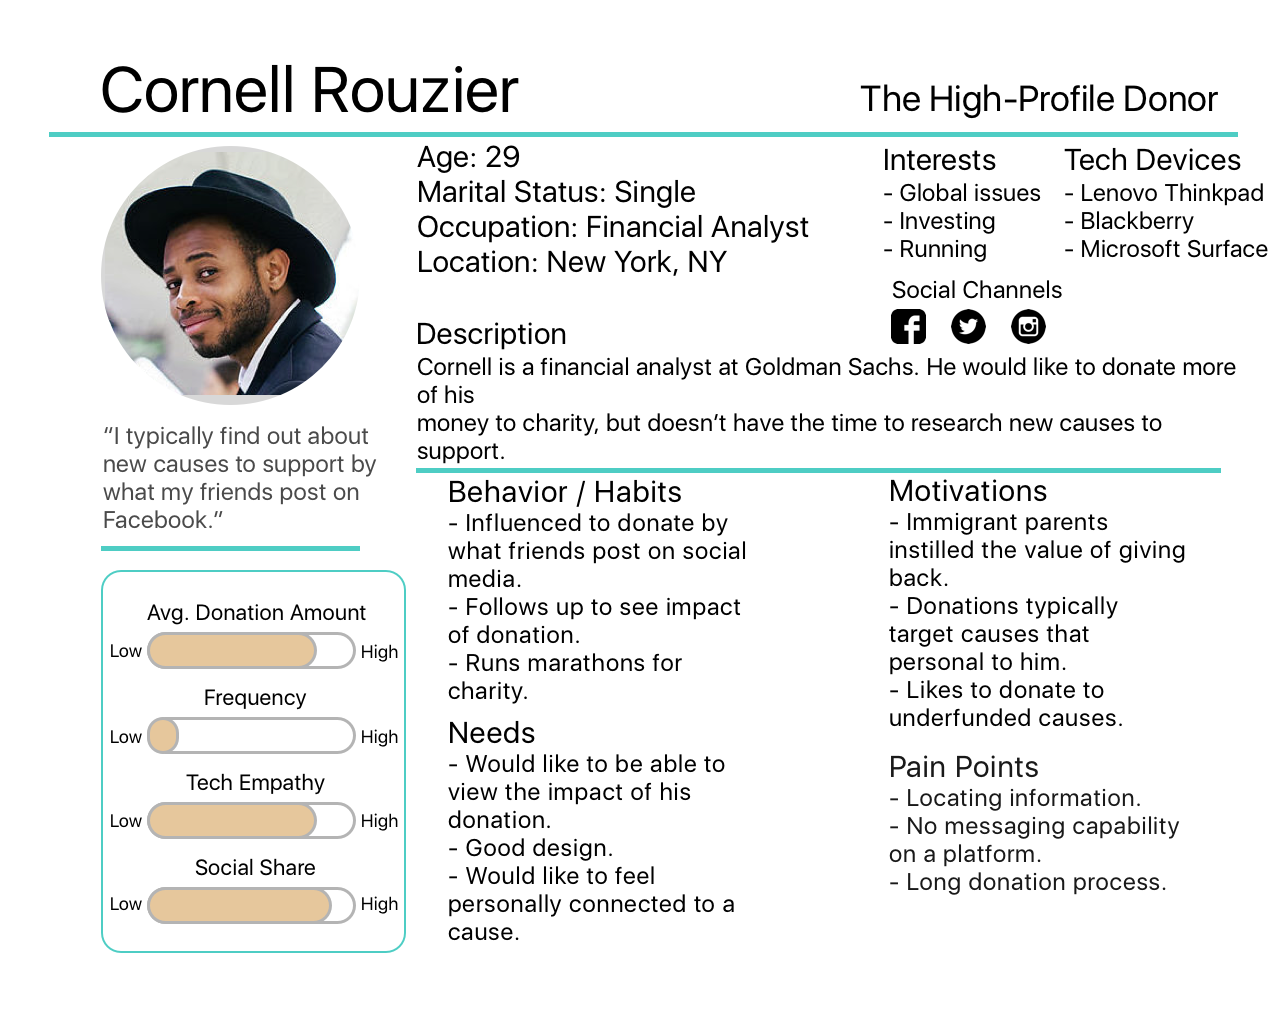 Cornell Rouzier
The High-Profile Donor
Age: 29
Marital Status: Single
Occupation: Financial Analyst
Location: New York, NY
Interests
- Global issues
- Investing
- Running
Tech Devices
- Lenovo Thinkpad
- Blackberry
- Microsoft Surface
Social Channels
Description
Cornell is a financial analyst at Goldman Sachs. He would like to donate more
of his
money to charity, but doesn’t have the time to research new causes to
support.
“I typically find out about
new causes to support by
what my friends post on
Facebook.”
Avg. Donation Amount
Low High
Frequency
Low High
Tech Empathy
Low High
Social Share
Low High
Behavior / Habits
- Influenced to donate by
what friends post on social
media.
- Follows up to see impact
of donation.
- Runs marathons for
charity.
Needs
- Would like to be able to
view the impact of his
donation.
- Good design.
- Would like to feel
personally connected to a
cause.
Motivations
- Immigrant parents
instilled the value of giving
back.
- Donations typically
target causes that
personal to him.
- Likes to donate to
underfunded causes.
Pain Points
- Locating information.
- No messaging capability
on a platform.
- Long donation process.